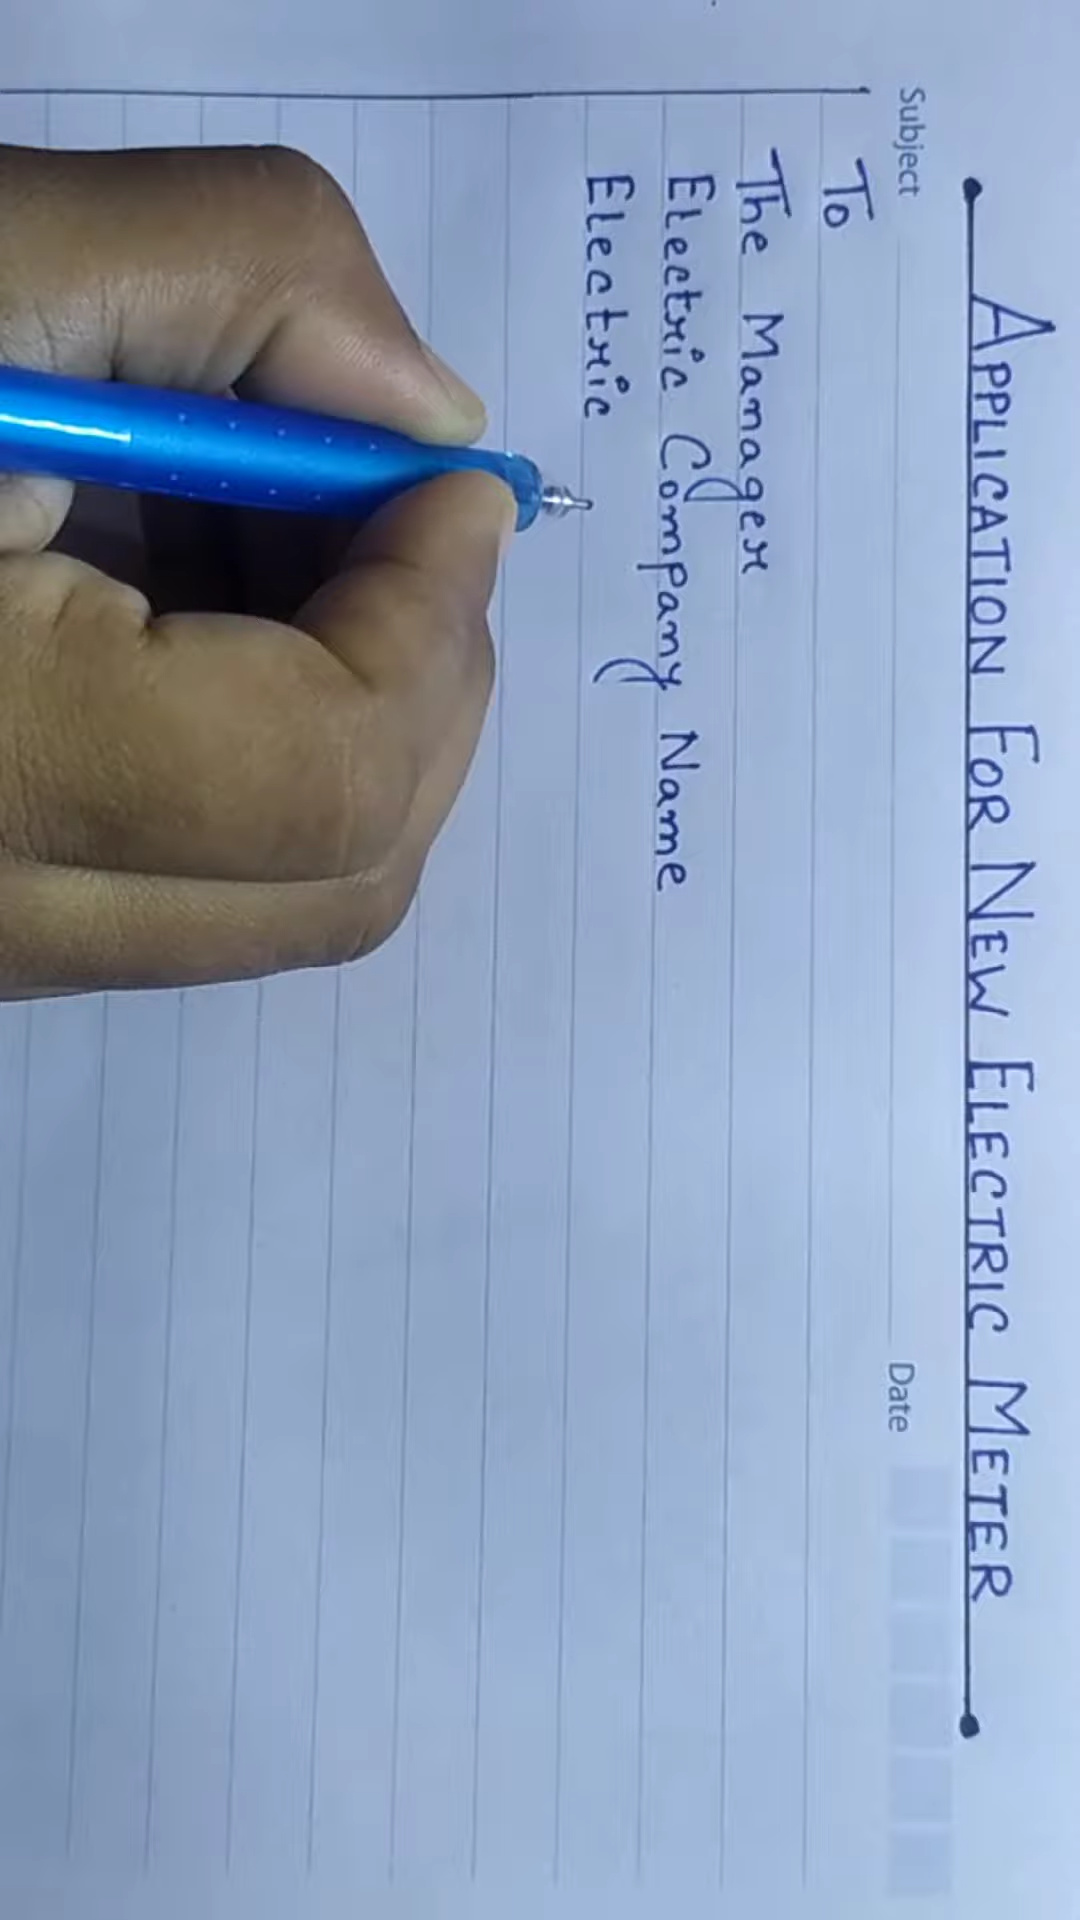 APPLICATION FOR NEW ELECTRIC METER
Subject Date
To
The Manager
Electric Company Name
Electric